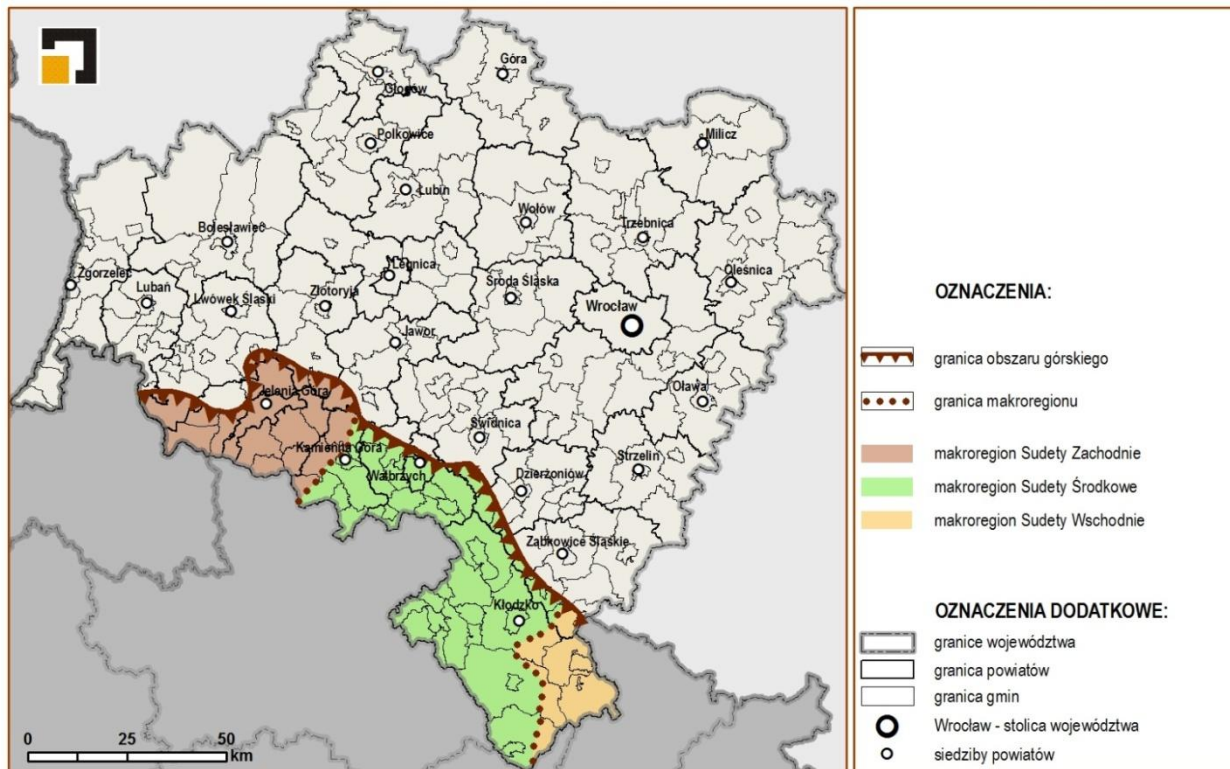 Góra
Głogów
Polkowice
Milicz
Lubin
Wołów
Trzebnica
Bolesławiec
Zgorzelec
Legnica
Oleśnica
Lubań
Lwówek Śląski
Złotoryja
Środa Śląska
Wrocław
Jawor
Jelenia Góra
Oława
Świdnica
Kamienna Góra
Wałbrzych
Strzelin
Dzierżoniów
Ząbkowice Śląskie
Kłodzko
0 25 50
km
OZNACZENIA:
granica obszaru górskiego
granica makroregionu
makroregion Sudety Zachodnie
makroregion Sudety Środkowe
makroregion Sudety Wschodnie
OZNACZENIA DODATKOWE:
granice województwa
granica powiatów
granica gmin
Wrocław - stolica województwa
siedziby powiatów